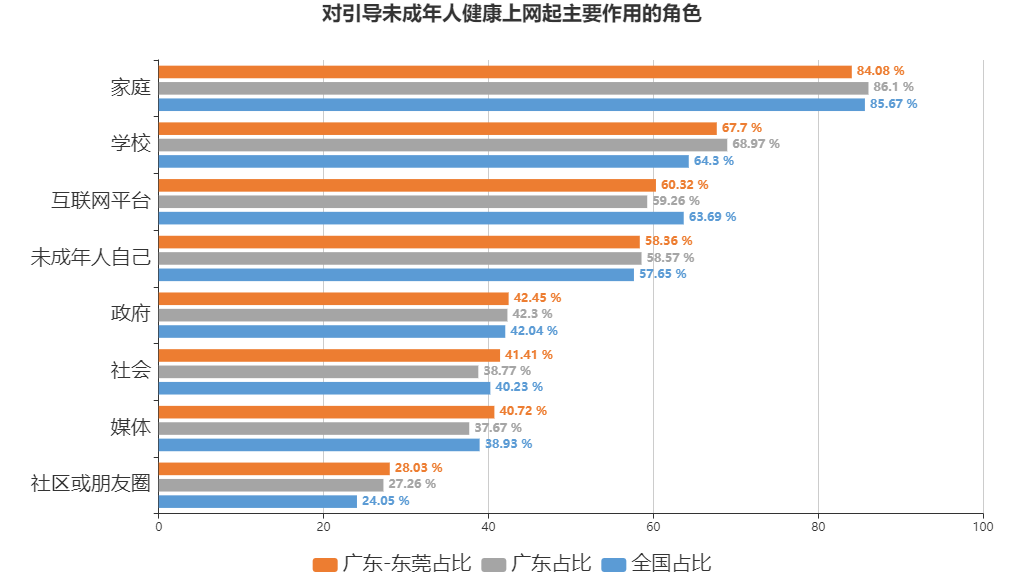 对引导未成年人健康上网起主要作用的角色
家庭
84.08 %
86.1 %
85.67 %
学校
67.7 %
68.97 %
64.3 %
互联网平台
60.32 %
59.26 %
63.69 %
未成年人自己
58.36 %
58.57 %
57.65 %
政府
42.45 %
42.3 %
42.04 %
社会
41.41 %
38.77 %
40.23 %
媒体
40.72 %
37.67 %
38.93 %
社区或朋友圈
28.03 %
27.26 %
24.05 %
0 20 40 60 80 100
广东-东莞占比 广东占比 全国占比